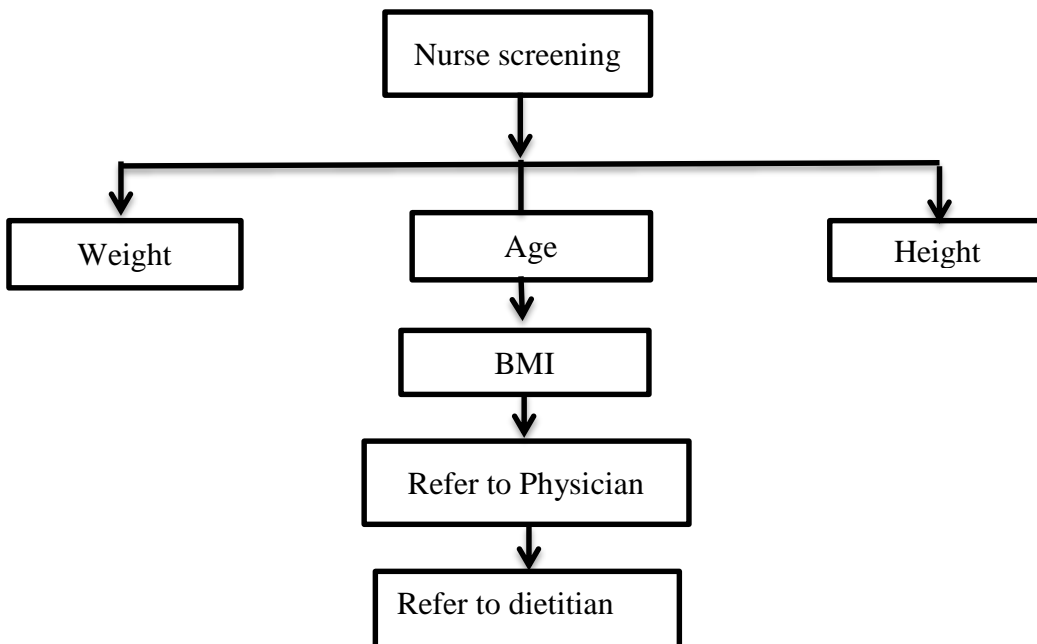 Nurse screening
Weight
Age
Height
BMI
Refer to Physician
Refer to dietitian